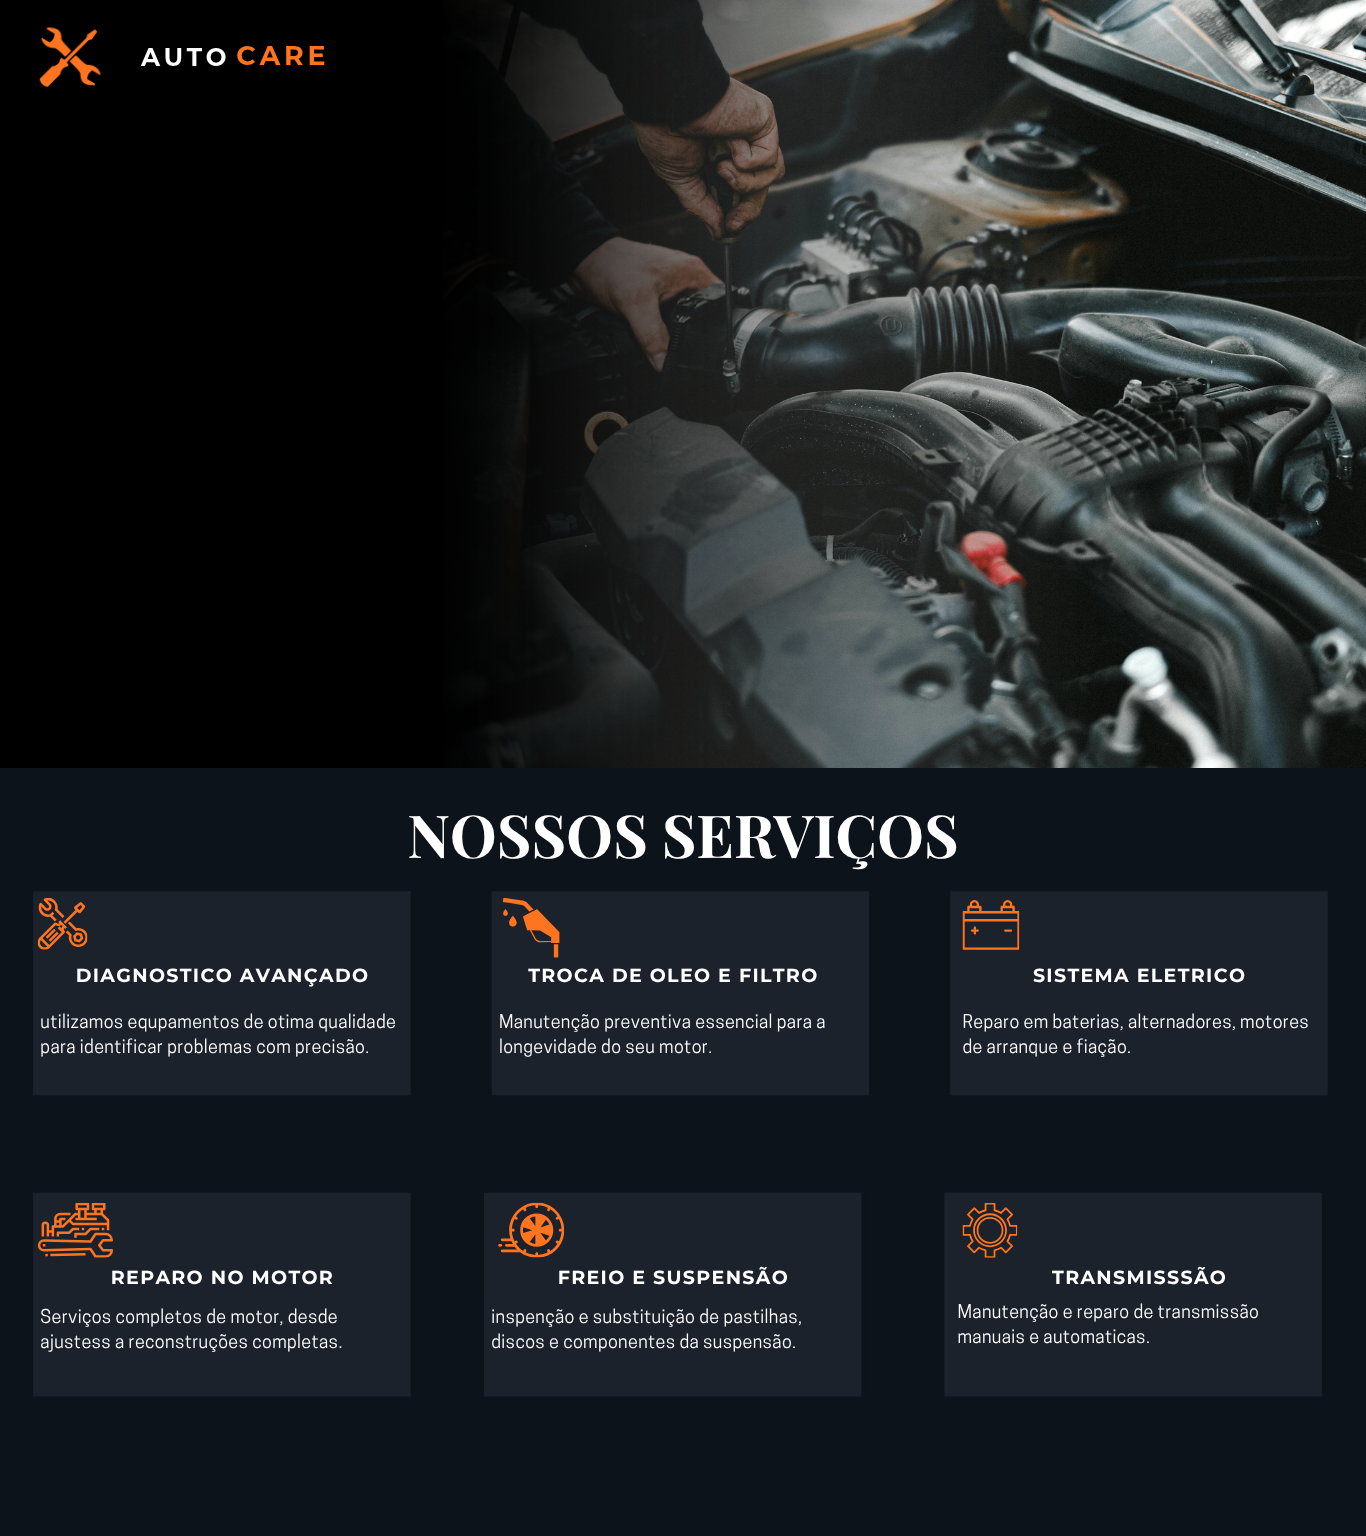 AUTO CARE
NOSSOS SERVIÇOS
DIAGNOSTICO AVANÇADO
utilizamos equpamentos de otima qualidade
para identificar problemas com precisão.
TROCA DE OLEO E FILTRO
Manutenção preventiva essencial para a
longevidade do seu motor.
SISTEMA ELETRICO
Reparo em baterias, alternadores, motores
de arranque e fiação.
REPARO NO MOTOR
Serviços completos de motor, desde
ajustess a reconstruções completas.
FREIO E SUSPENSÃO
inspenção e substituição de pastilhas,
discos e componentes da suspensão.
TRANSMISSSÃO
Manutenção e reparo de transmissão
manuais e automaticas.